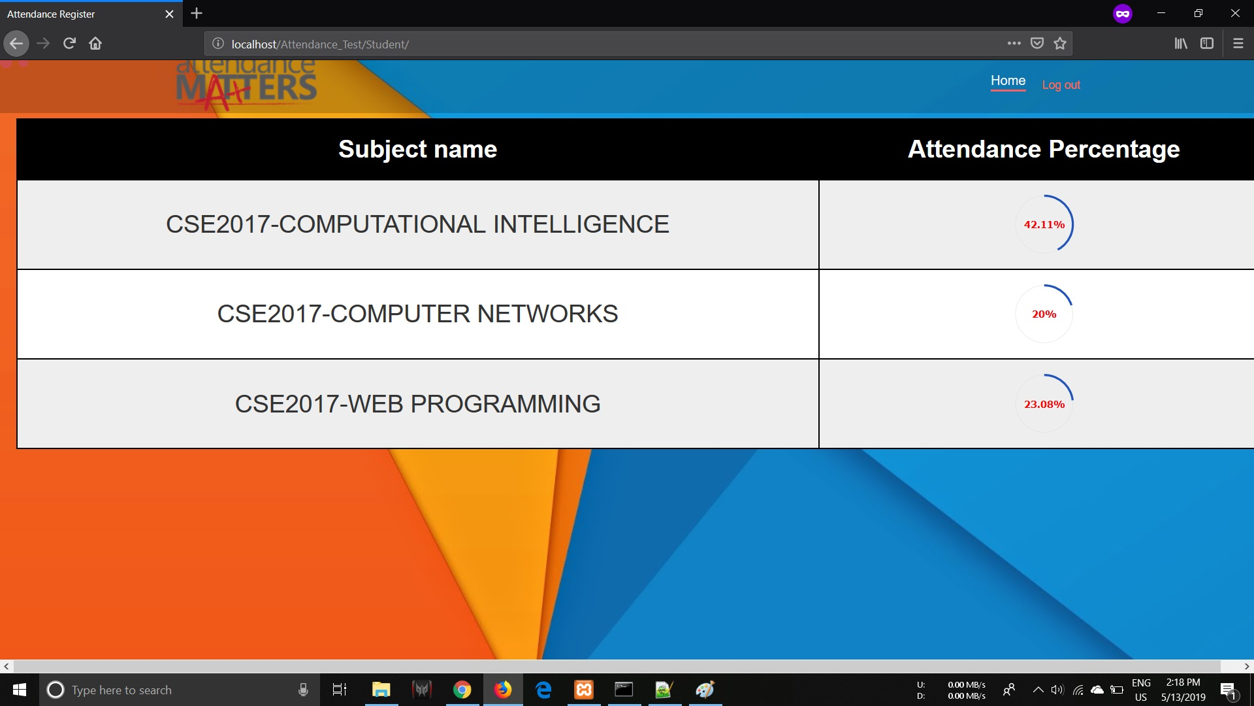 Attendance Register
localhost/Attendance_Test/Student/
attendance
MATTERS
Home
Log out
Subject name
Attendance Percentage
CSE2017-COMPUTATIONAL INTELLIGENCE
42.11%
CSE2017-COMPUTER NETWORKS
20%
CSE2017-WEB PROGRAMMING
23.08%
Type here to search
U: 0.00 MB/s
D: 0.00 MB/s
ENG
US
2:18 PM
5/13/2019
1